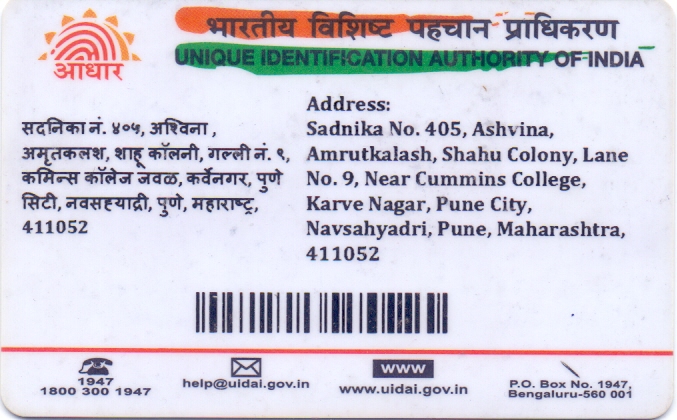 भारतीय विशिष्ट पहचान प्राधिकरण
आधार
UNIQUE IDENTIFICATION AUTHORITY OF INDIA
सदनिका नं. ४०५, अश्विना ,
अमृतकलश, शाहू कॉलनी, गल्ली नं. ९,
कमिन्स कॉलेज जवळ, कर्वेनगर, पुणे
सिटी, नवसह्याद्री, पुणे, महाराष्ट्र,
411052
Address:
Sadnika No. 405, Ashvina,
Amrutkalash, Shahu Colony, Lane
No. 9, Near Cummins College,
Karve Nagar, Pune City,
Navsahyadri, Pune, Maharashtra,
411052
1947
1800 300 1947
help@uidai.gov.in
www
www.uidai.gov.in
P.O. Box No. 1947,
Bengaluru-560 001